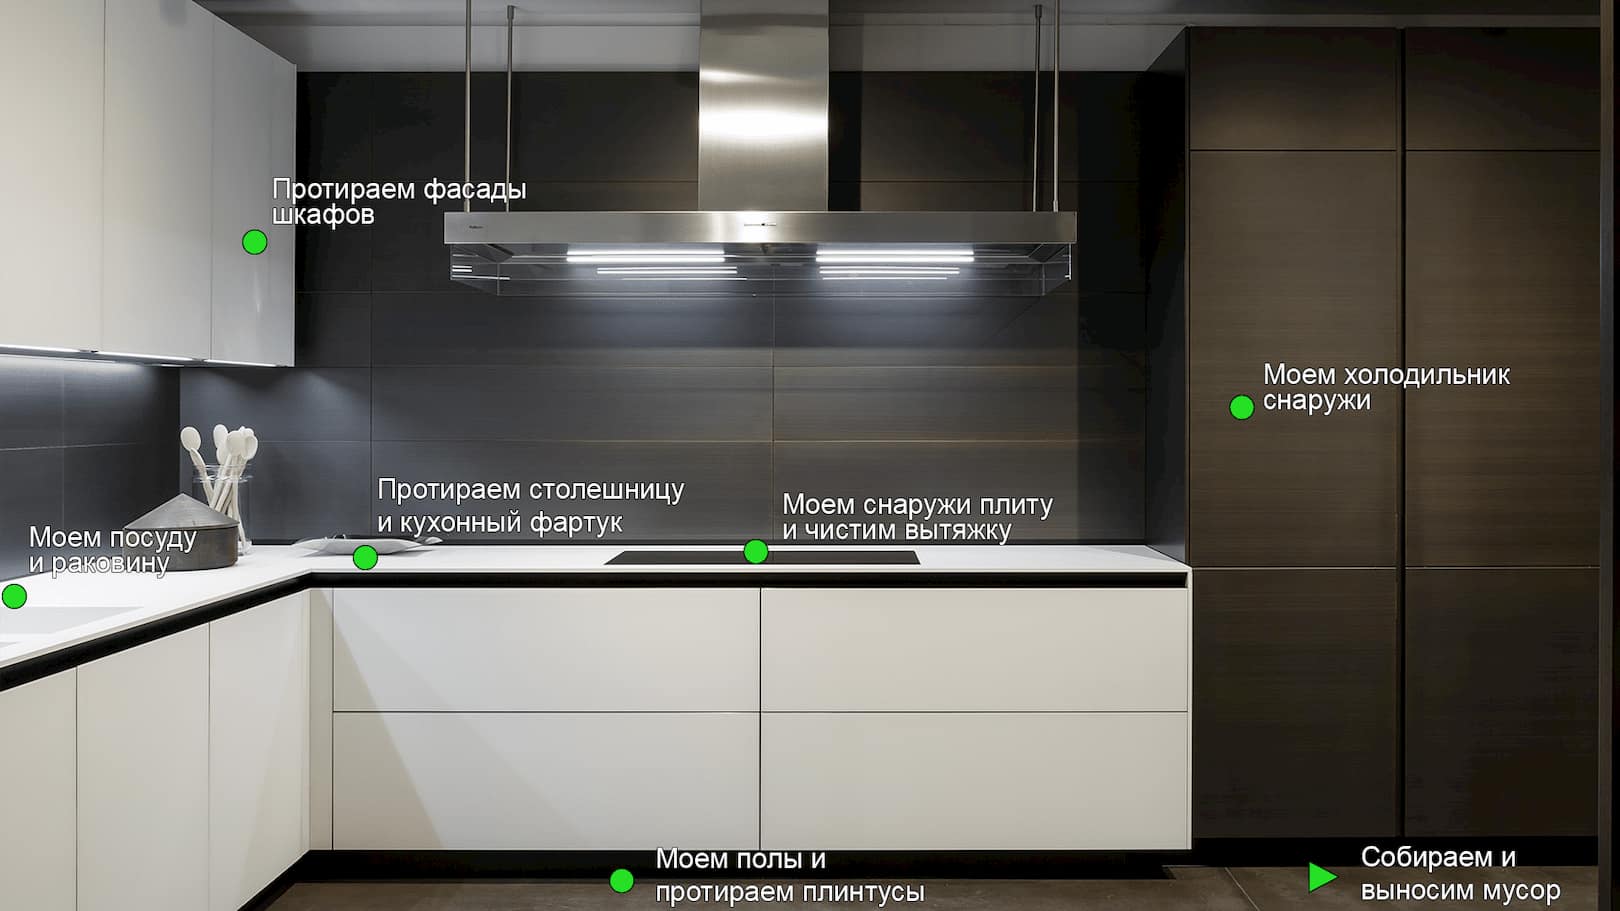 Протираем фасады
шкафов
Моем холодильник
снаружи
Протираем столешницу
и кухонный фартук
Моем снаружи плиту
и чистим вытяжку
Моем посуду
и раковину
Моем полы и
протираем плинтусы
Собираем и
выносим мусор